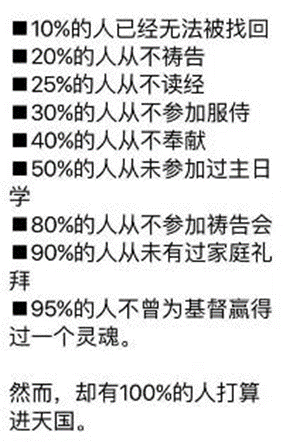 ■10%的人已经无法被找回
■20%的人从不祷告
■25%的人从不读经
■30%的人从不参加服侍
■40%的人从不奉献
■50%的人从未参加过主日
学
■80%的人从不参加祷告会
■90%的人从未有过家庭礼
拜
■95%的人不曾为基督赢得
过一个灵魂。
然而，却有100%的人打算
进天国。